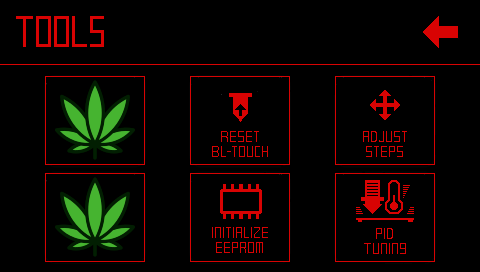 TOOLS
RESET
BL-TOUCH
ADJUST
STEPS
INITIALIZE
EEPROM
PID
TUNING